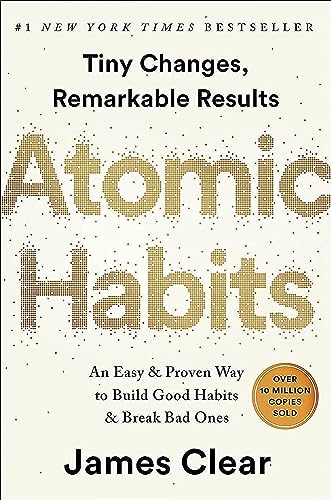 #1 NEW YORK TIMES BESTSELLER
Tiny Changes,
Remarkable Results
Atomic
Habits
An Easy & Proven Way
to Build Good Habits
& Break Bad Ones
OVER
10 MILLION
COPIES
SOLD
James Clear